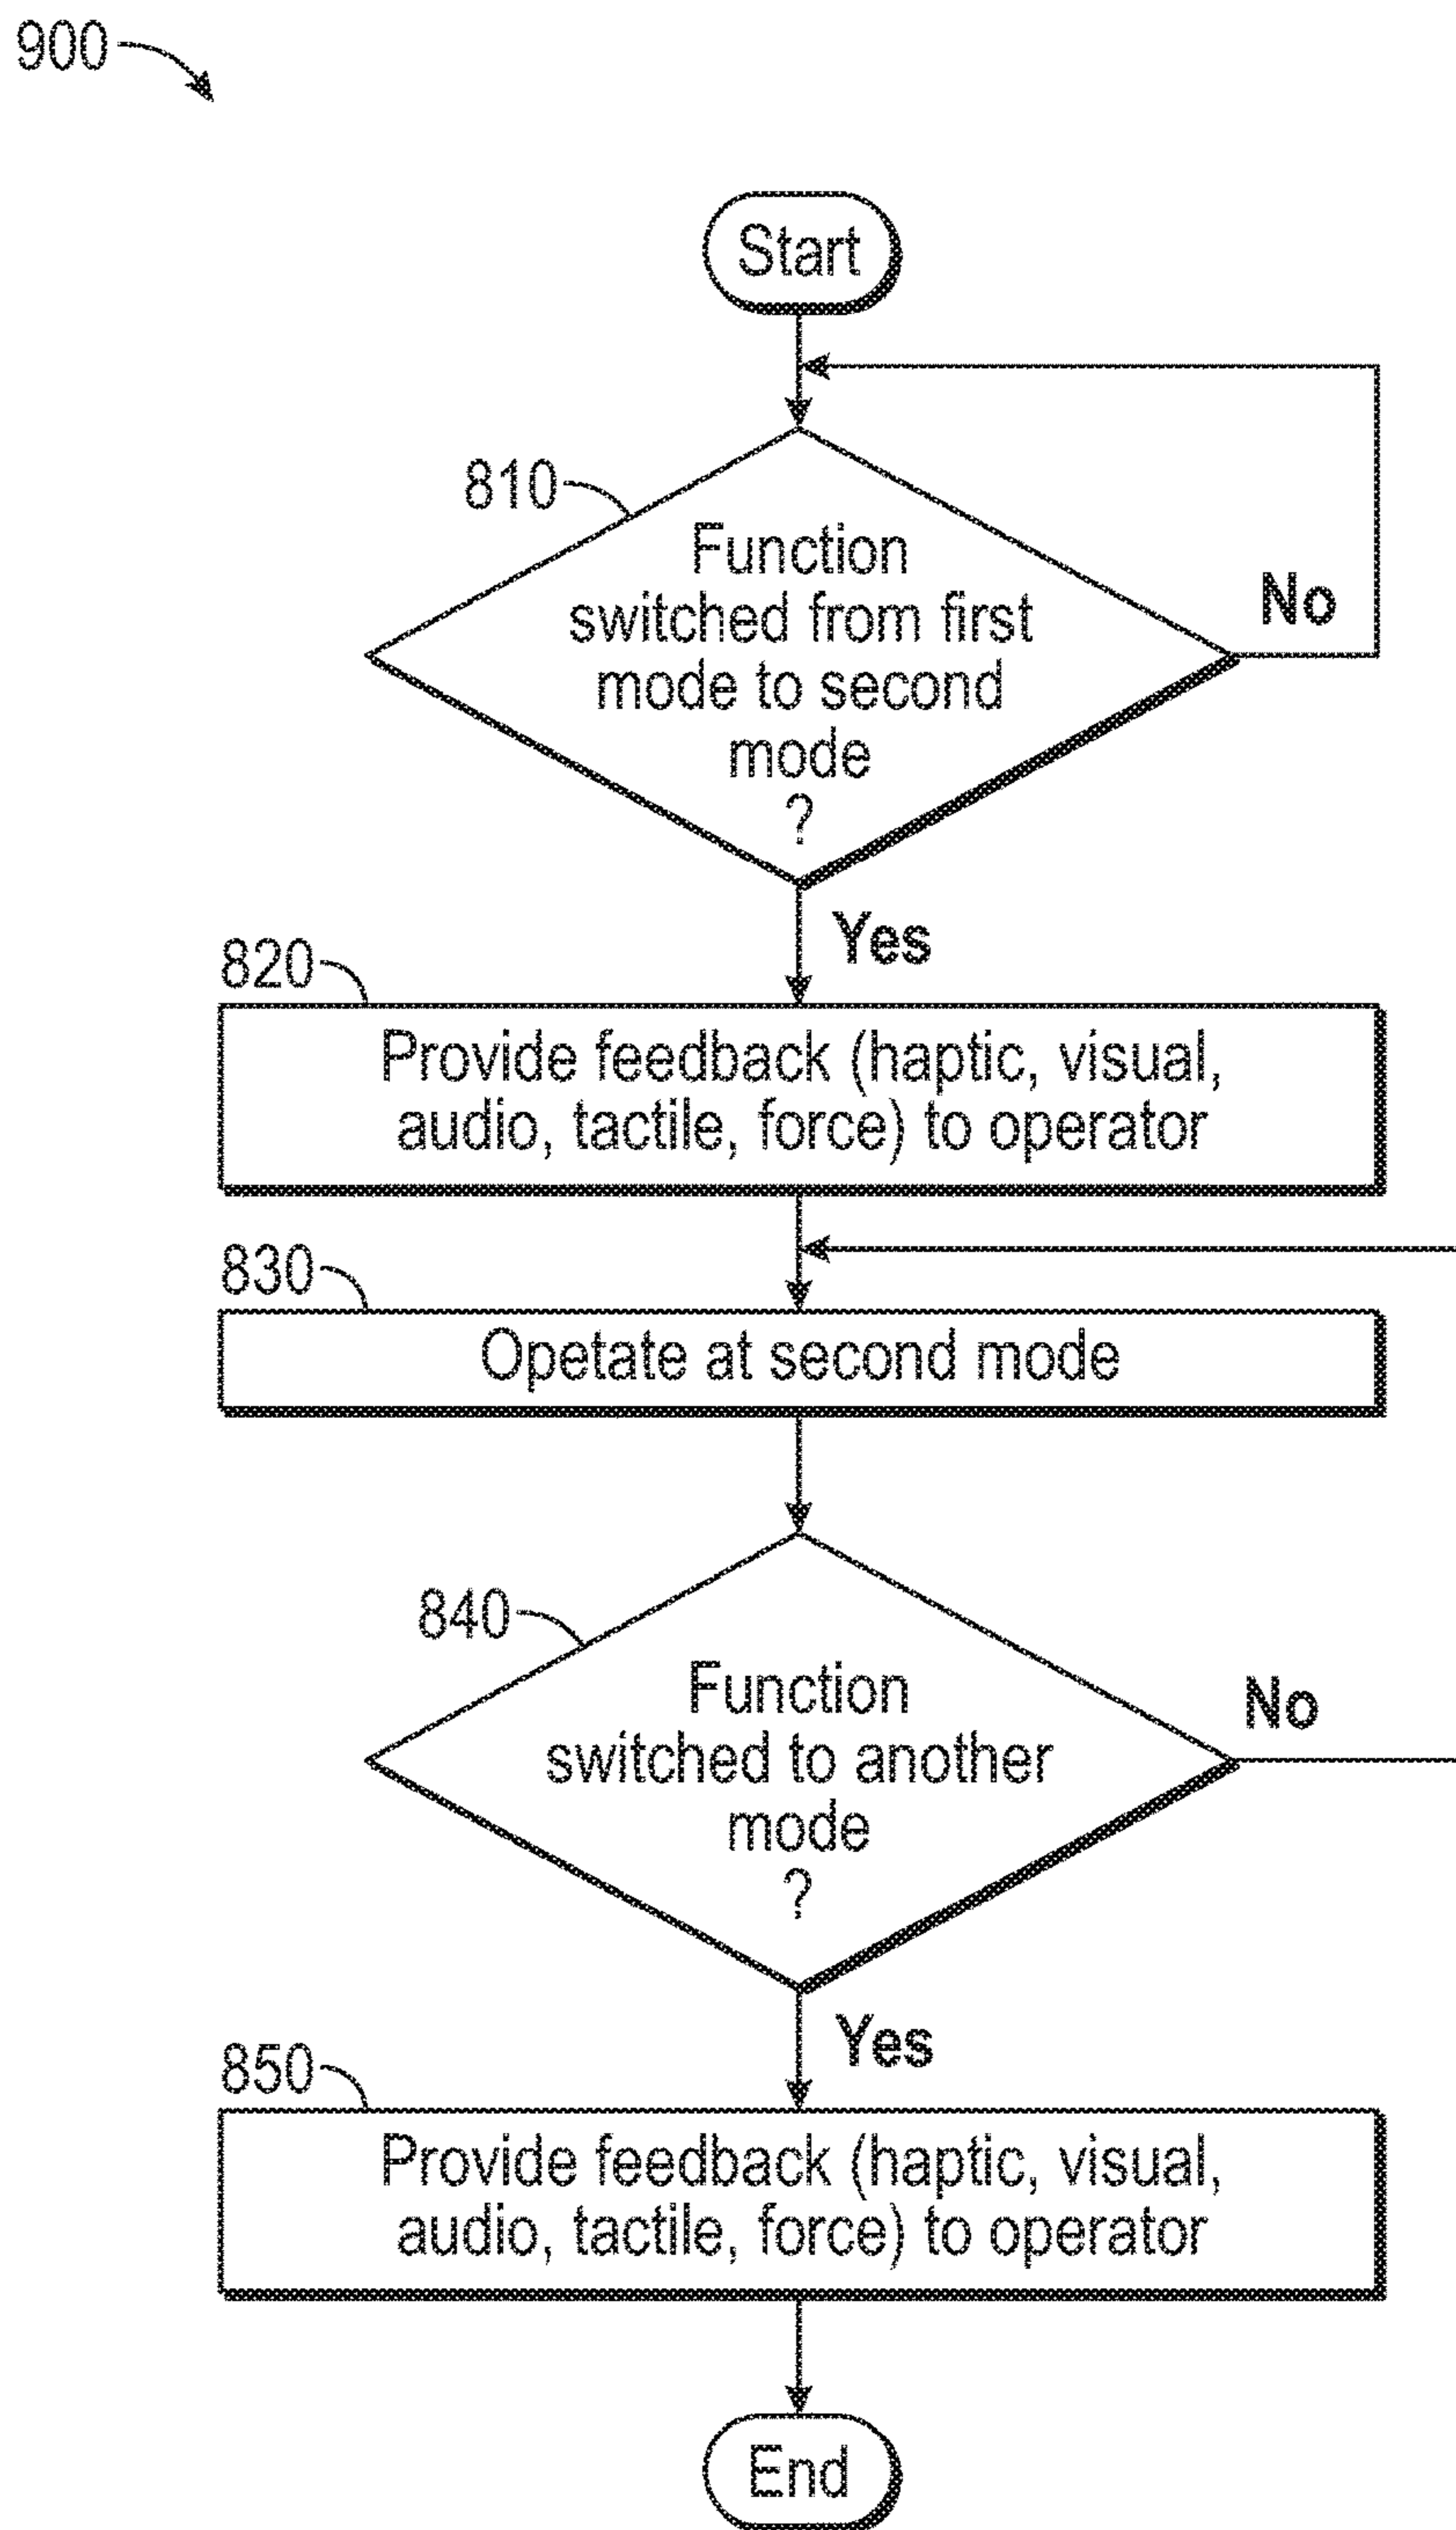 900
Start
810
Function
switched from first
mode to second
mode
?
No
Yes
820
Provide feedback (haptic, visual,
audio, tactile, force) to operator
830
Opetate at second mode
840
Function
switched to another
mode
?
No
Yes
850
Provide feedback (haptic, visual,
audio, tactile, force) to operator
End